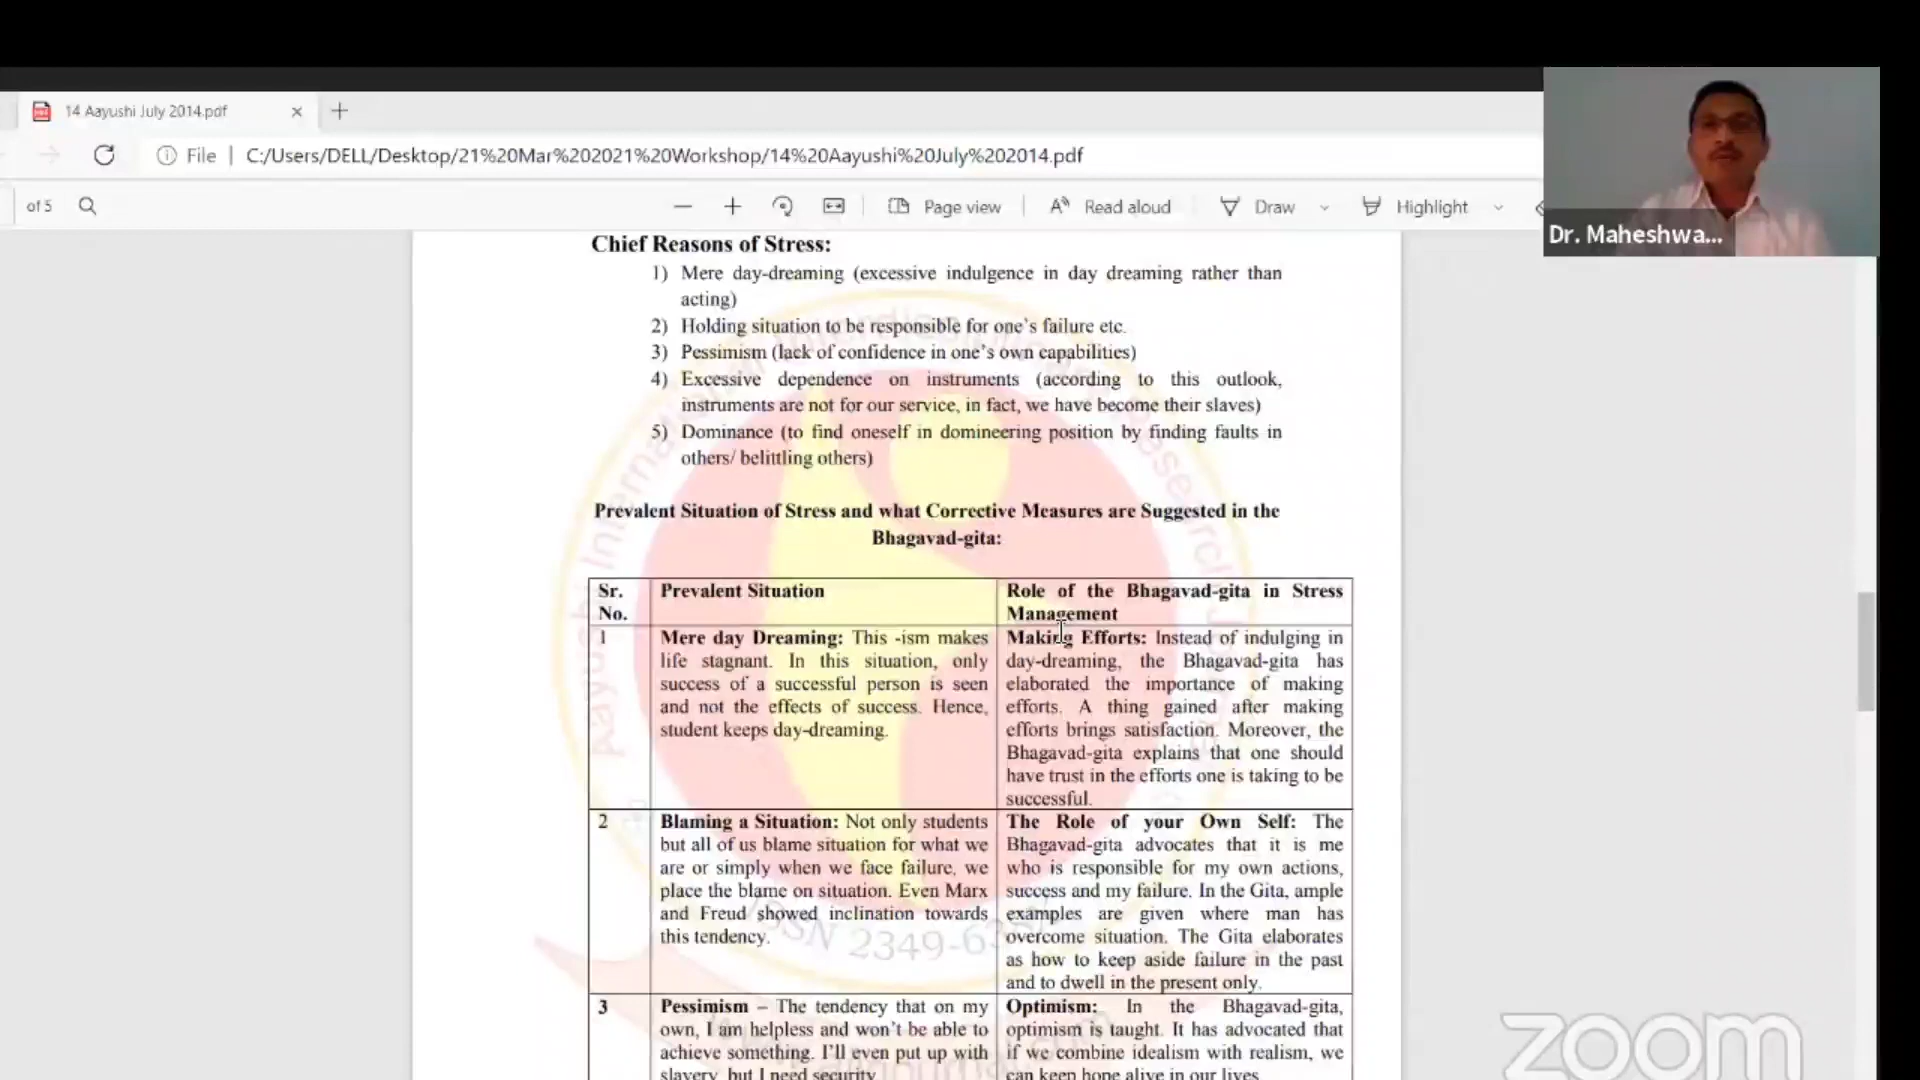 14 Aayushi July 2014.pdf
File
C:/Users/DELL/Desktop/21%20Mar%202021%20Workshop/14%20Aayushi%20July%202014.pdf
of 5
Page view
Read aloud
Draw
Highlight
Dr. Maheshwa...
Chief Reasons of Stress:
1) Mere day-dreaming (excessive indulgence in day dreaming rather than
acting)
2) Holding situation to be responsible for one's failure etc.
3) Pessimism (lack of confidence in one's own capabilities)
4) Excessive dependence on instruments (according to this outlook,
instruments are not for our service, in fact, we have become their slaves)
5) Dominance (to find oneself in domineering position by finding faults in
others/ belittling others)
Prevalent Situation of Stress and what Corrective Measures are Suggested in the
Bhagavad-gita:
Sr.
No.
Prevalent Situation
Role of the Bhagavad-gita in Stress
Management
1
Mere day Dreaming: This -ism makes
life stagnant. In this situation, only
success of a successful person is seen
and not the effects of success. Hence,
student keeps day-dreaming.
Making Efforts: Instead of indulging in
day-dreaming, the Bhagavad-gita has
elaborated the importance of making
efforts. A thing gained after making
efforts brings satisfaction. Moreover, the
Bhagavad-gita explains that one should
have trust in the efforts one is taking to be
successful.
2
Blaming a Situation: Not only students
but all of us blame situation for what we
are or simply when we face failure, we
place the blame on situation. Even Marx
and Freud showed inclination towards
this tendency.
The Role of your Own Self: The
Bhagavad-gita advocates that it is me
who is responsible for my own actions,
success and my failure. In the Gita, ample
examples are given where man has
overcome situation. The Gita elaborates
as how to keep aside failure in the past
and to dwell in the present only.
3
Pessimism – The tendency that on my
own, I am helpless and won't be able to
achieve something. I'll even put up with
slavery, but I need security
Optimism: In the Bhagavad-gita,
optimism is taught. It has advocated that
if we combine idealism with realism, we
can keep hope alive in our lives
zoom